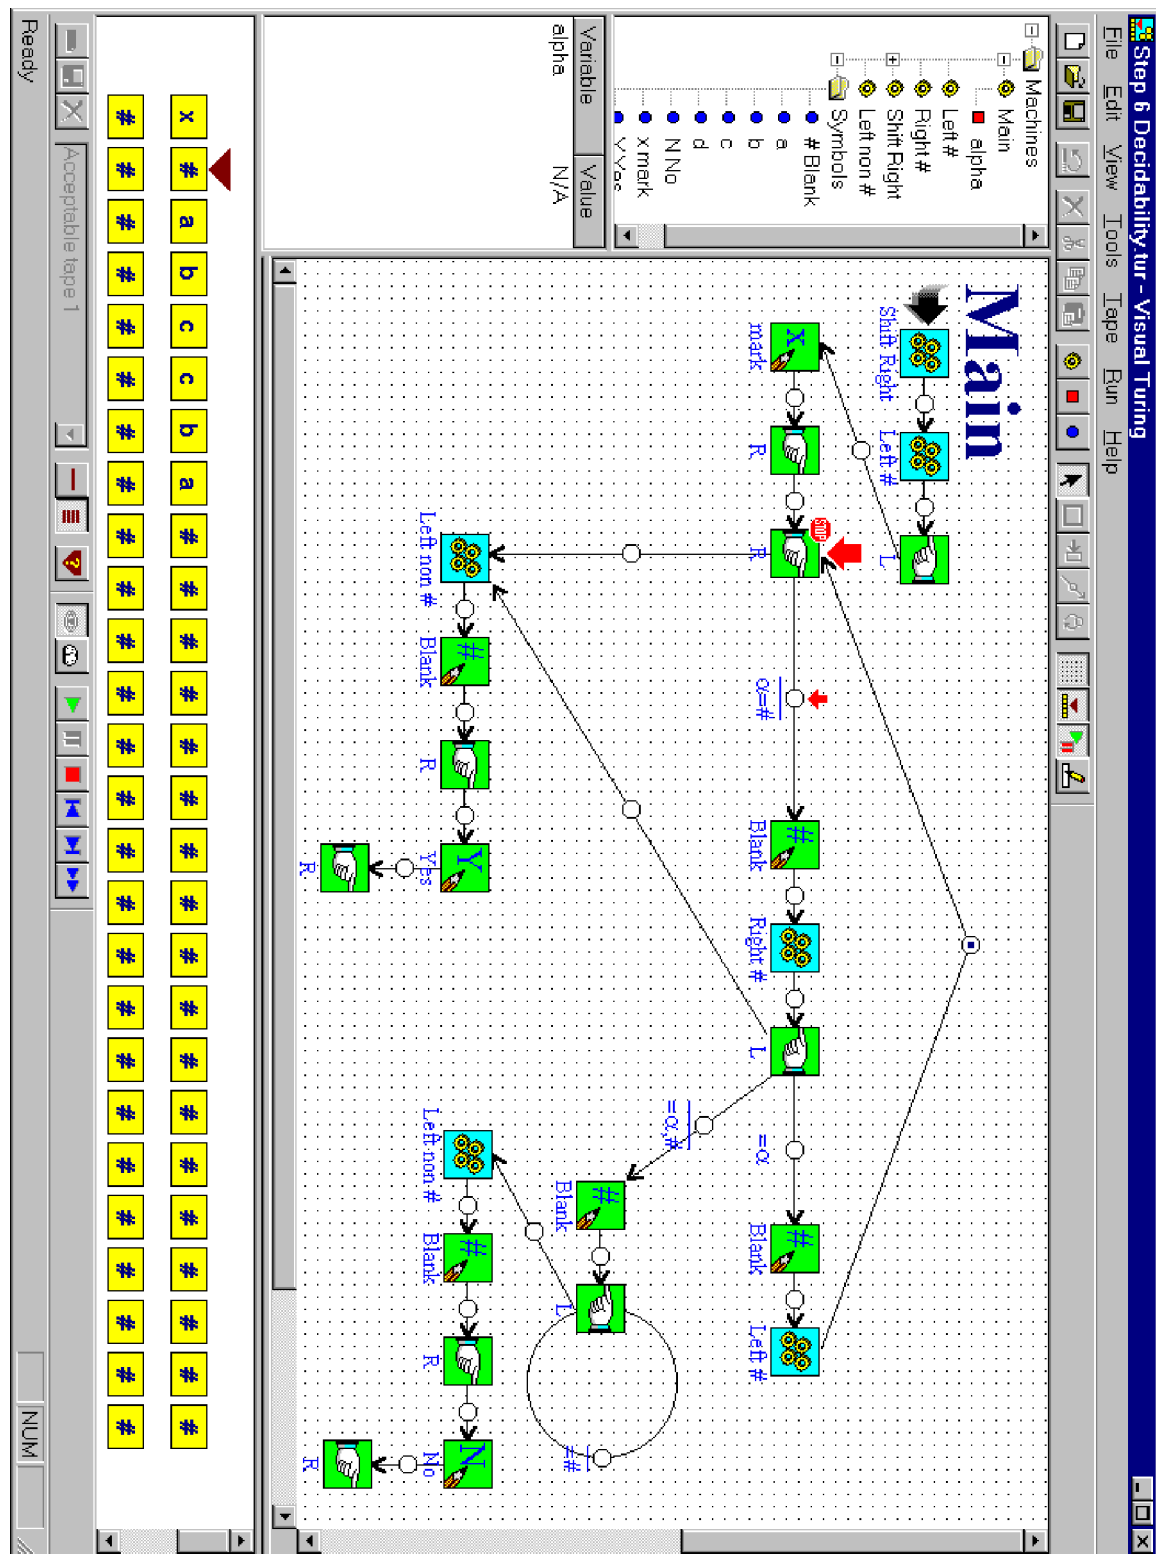 Step 6 Decidability.tur - Visual Turing
File Edit View Tools Tape Run Help
Machines
Main
alpha
Left #
Right #
Shift Right
Left non #
Symbols
# Blank
a
b
c
d
N No
x mark
Y Yes
Variable Value
alpha N/A
Main
Shift Right
Left #
L
x
mark
R
STOP
R
α=#
#
Blank
Right #
L
=α
#
Blank
Left #
=α,#
#
Blank
L
=#
Left non #
#
Blank
R
Y
Yes
R
Left non #
#
Blank
R
N
No
R
x # a b c c b a # # # # # # # # # # # # # # # # # #
# # # # # # # # # # # # # # # # # # # # # # # # # #
Acceptable tape 1
Ready
NUM